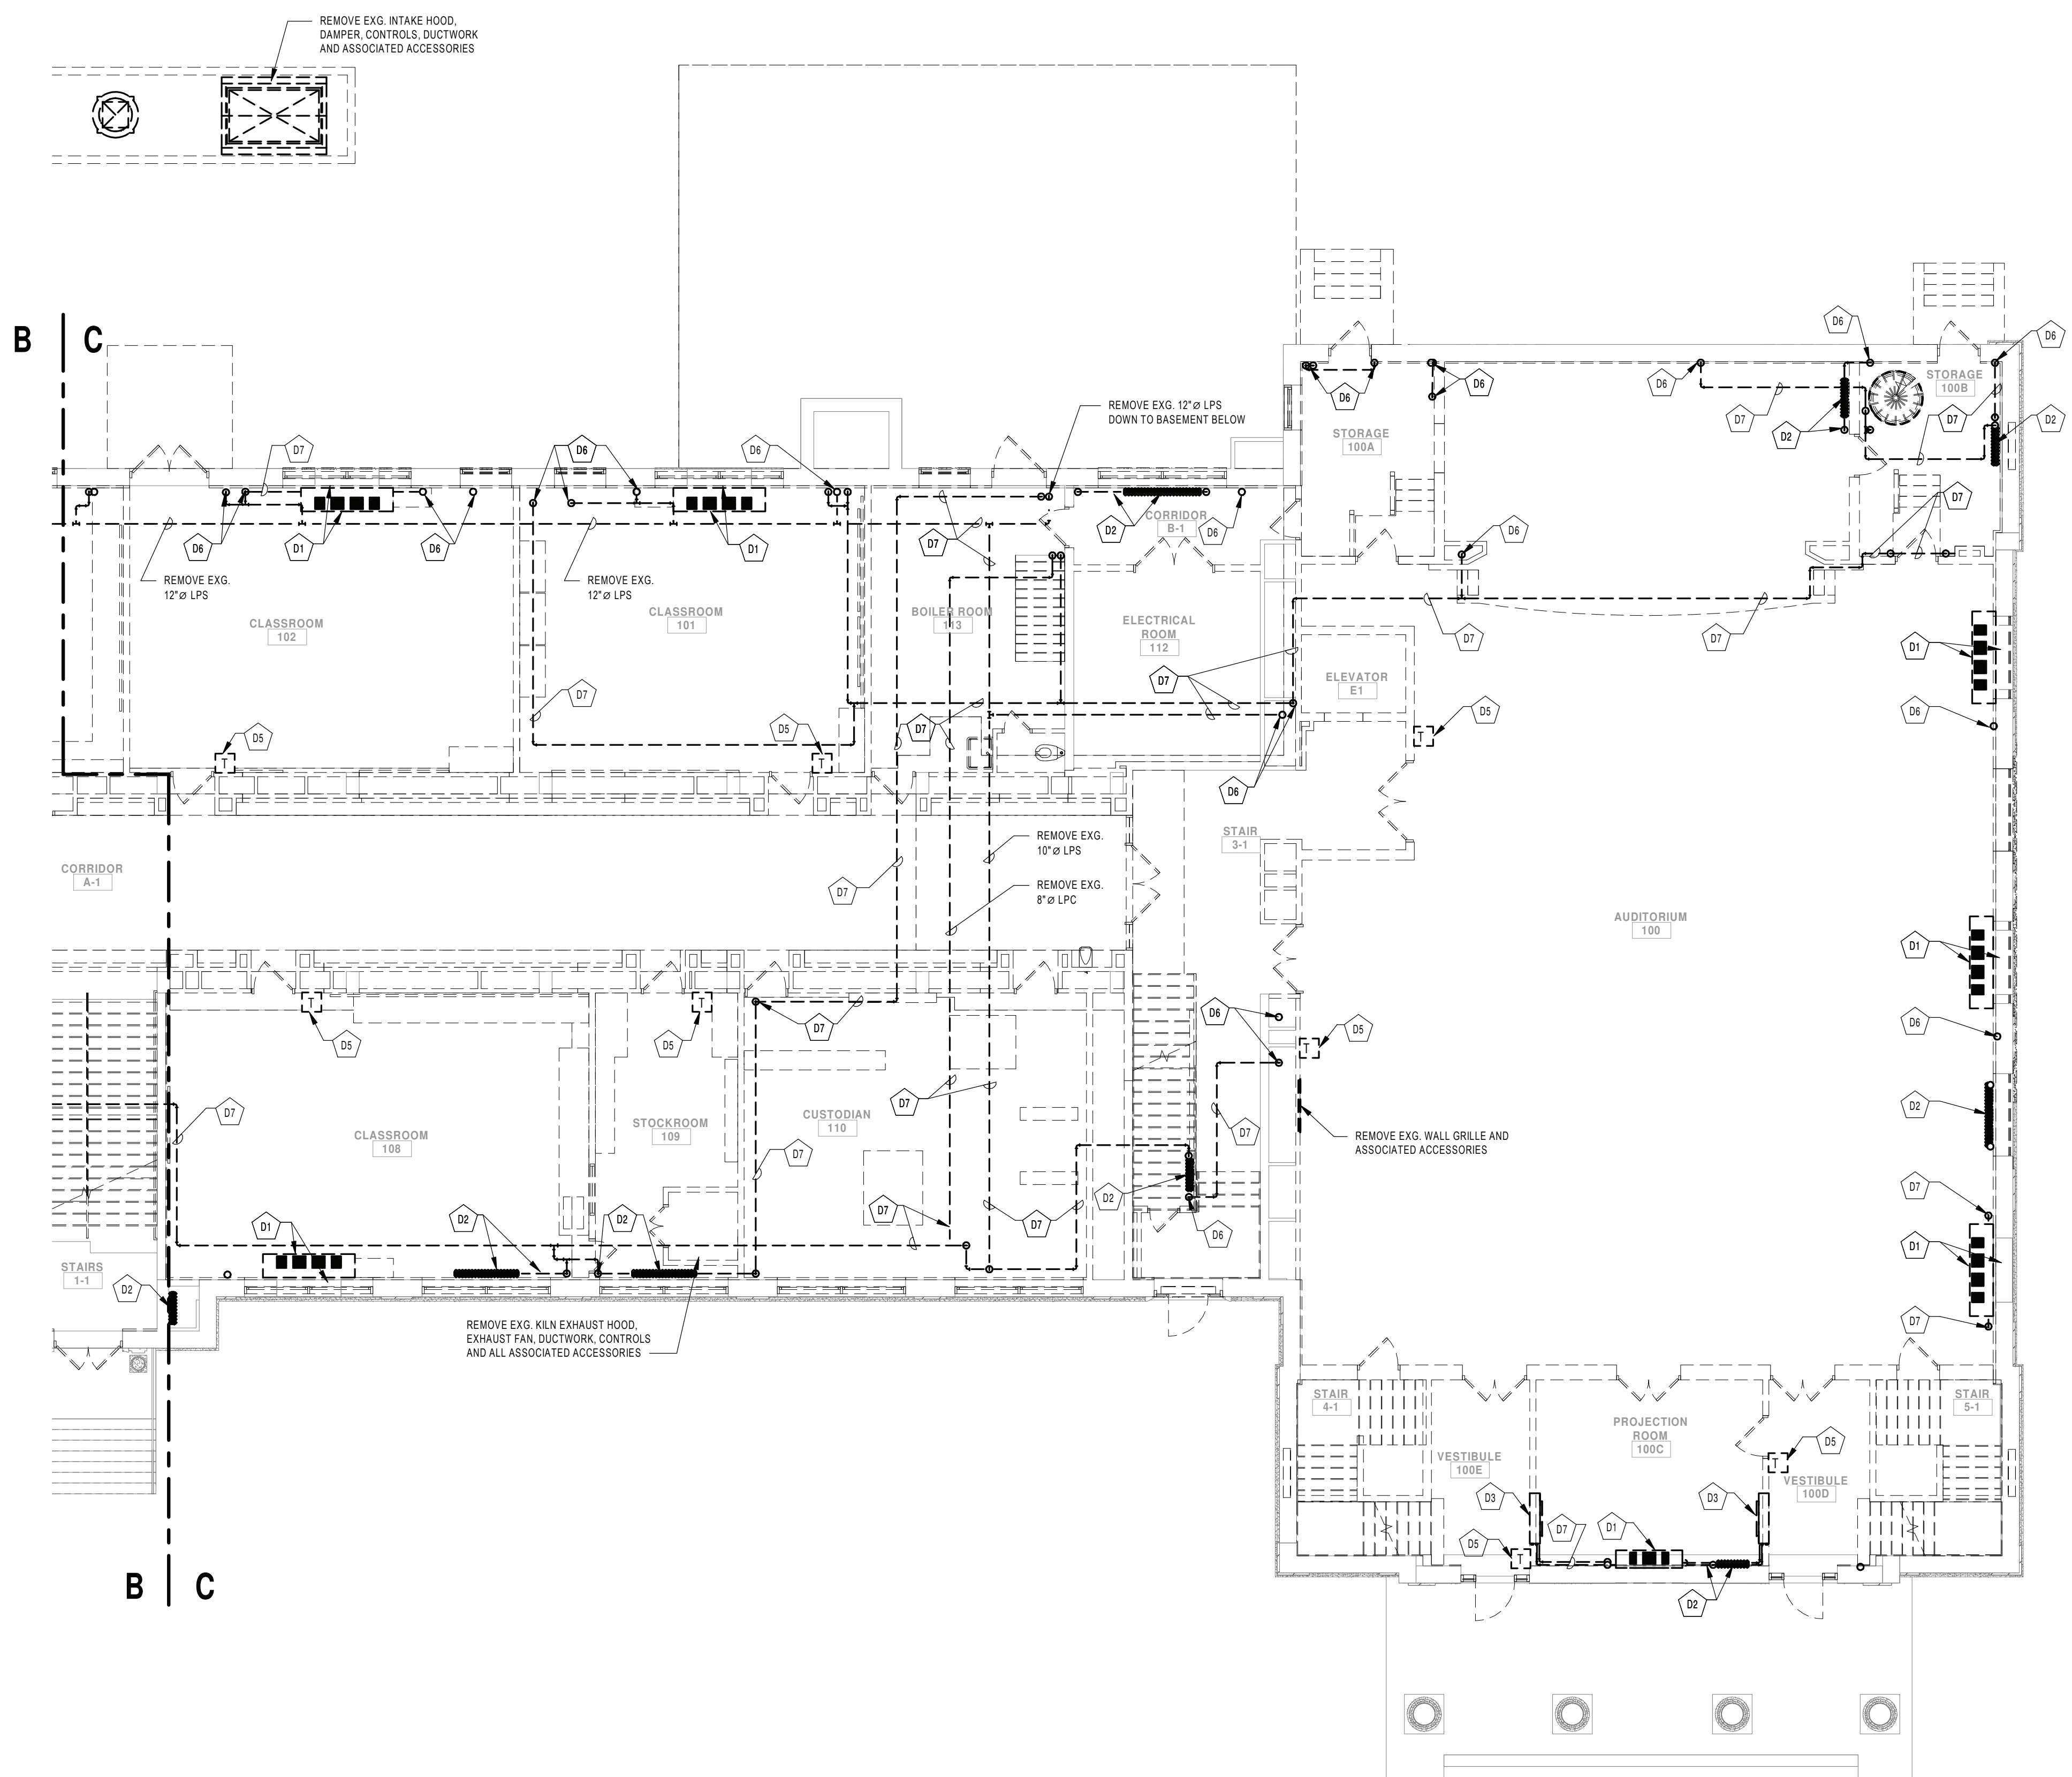 REMOVE EXG. INTAKE HOOD,
DAMPER, CONTROLS, DUCTWORK
AND ASSOCIATED ACCESSORIES
B
C
D6
D6
STORAGE
100B
D6
D6
D6
D7
D2
D7
D2
REMOVE EXG. 12"ø LPS
DOWN TO BASEMENT BELOW
STORAGE
100A
D7
D6
D6
D7
D6
D1
D6
D1
D7
D2
CORRIDOR
B-1
D6
D6
REMOVE EXG.
12"ø LPS
REMOVE EXG.
12"ø LPS
CLASSROOM
102
CLASSROOM
101
BOILER ROOM
113
ELECTRICAL
ROOM
112
D7
D7
D1
ELEVATOR
E1
D7
D7
D5
D5
D7
D5
D6
D6
STAIR
3-1
REMOVE EXG.
10"ø LPS
REMOVE EXG.
8"ø LPC
D7
CORRIDOR
A-1
AUDITORIUM
100
D1
D5
D5
D7
D6
D5
D6
D7
D7
D7
D2
CLASSROOM
108
STOCKROOM
109
CUSTODIAN
110
D7
REMOVE EXG. WALL GRILLE AND
ASSOCIATED ACCESSORIES
D2
D7
D1
D2
D2
D7
D7
D6
D1
STAIRS
1-1
D2
D7
REMOVE EXG. KILN EXHAUST HOOD,
EXHAUST FAN, DUCTWORK, CONTROLS
AND ALL ASSOCIATED ACCESSORIES
STAIR
4-1
STAIR
5-1
PROJECTION
ROOM
100C
D5
VESTIBULE
100E
VESTIBULE
100D
D3
D3
D5
D7
D1
D2
B
C
T
T
T
T
T
T
T
T